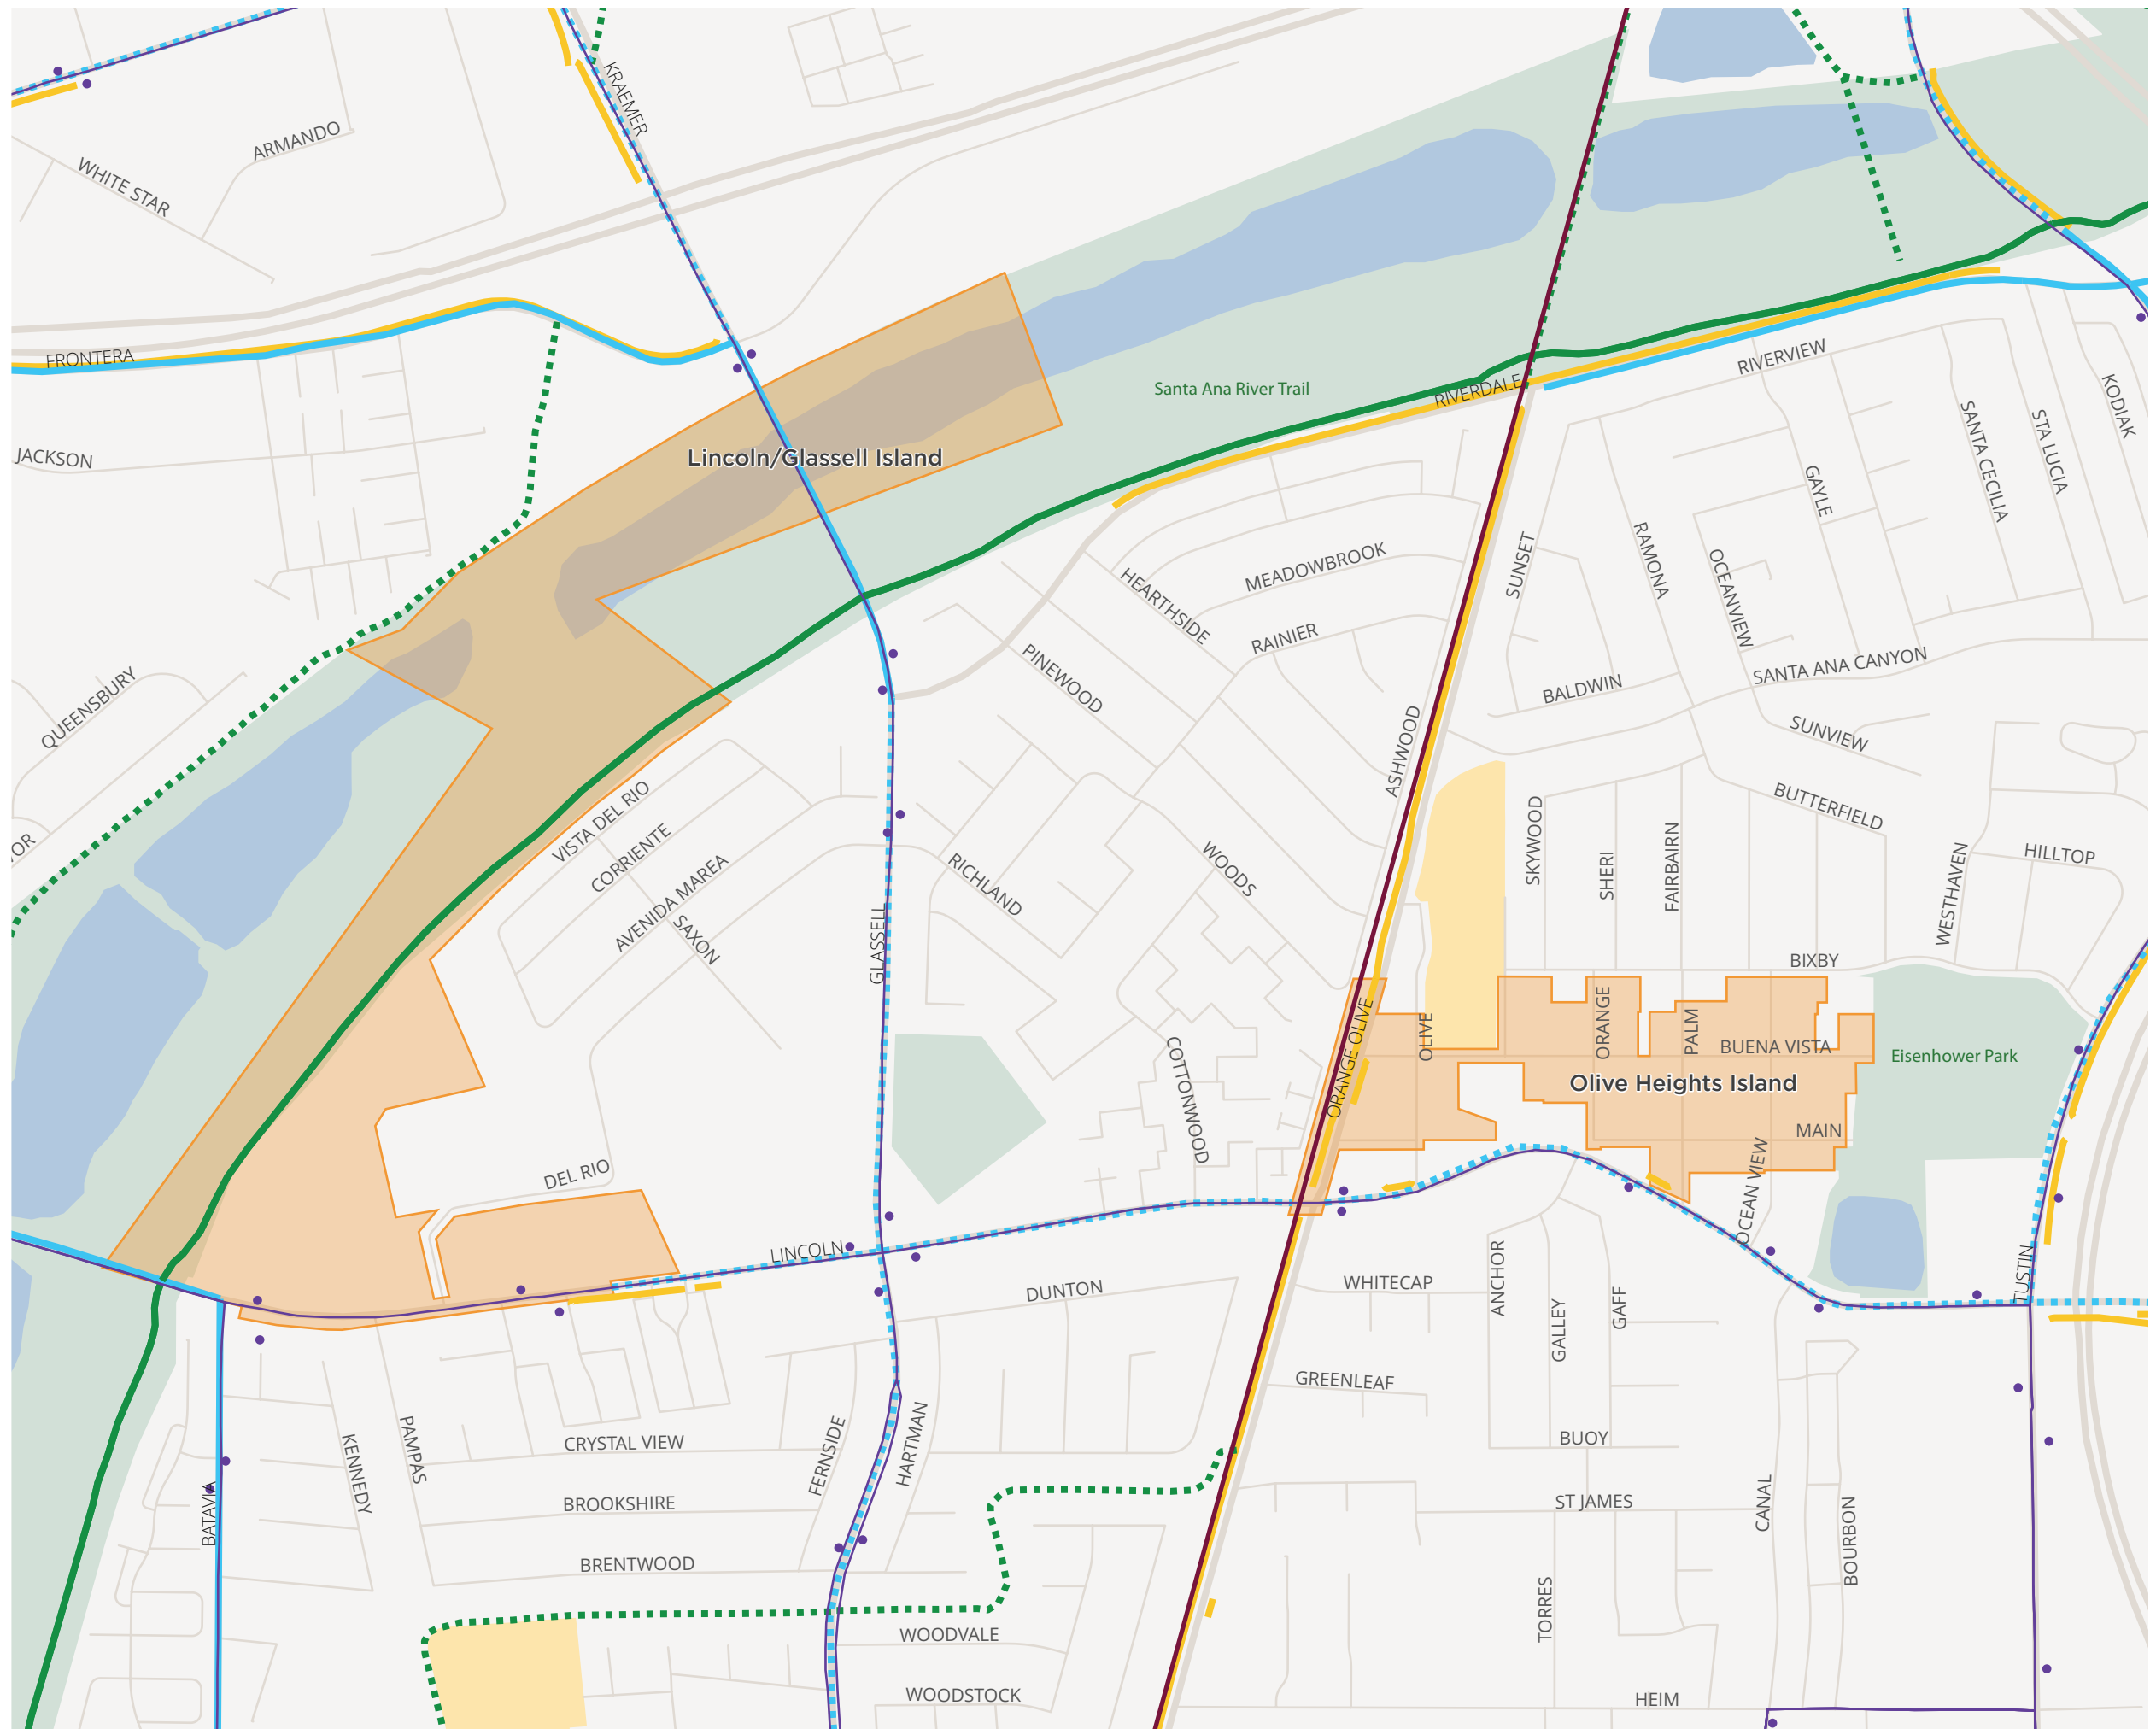 KRAEMER
ARMANDO
WHITE STAR
FRONTERA
JACKSON
Santa Ana River Trail
RIVERDALE
RIVERVIEW
KODIAK
SANTA CECILIA
STA LUCIA
Lincoln/Glassell Island
GAYLE
RAMONA
OCEANVIEW
SUNSET
MEADOWBROOK
HEARTHSIDE
RAINIER
PINEWOOD
BALDWIN
SANTA ANA CANYON
SUNVIEW
QUEENSBURY
ASHWOOD
BUTTERFIELD
VISTA DEL RIO
CORRIENTE
AVENIDA MAREA
SAXON
RICHLAND
WOODS
SKYWOOD
SHERI
FAIRBAIRN
WESTHAVEN
HILLTOP
GLASSELL
BIXBY
ORANGE OLIVE
OLIVE
ORANGE
PALM
BUENA VISTA
Eisenhower Park
Olive Heights Island
COTTONWOOD
MAIN
OCEAN VIEW
DEL RIO
LINCOLN
DUNTON
WHITECAP
ANCHOR
GALLEY
GAFF
TUSTIN
GREENLEAF
KENNEDY
PAMPAS
CRYSTAL VIEW
FERNSIDE
HARTMAN
BUOY
BATAVIA
BROOKSHIRE
ST JAMES
CANAL
BOURBON
BRENTWOOD
TORRES
WOODVALE
WOODSTOCK
HEIM